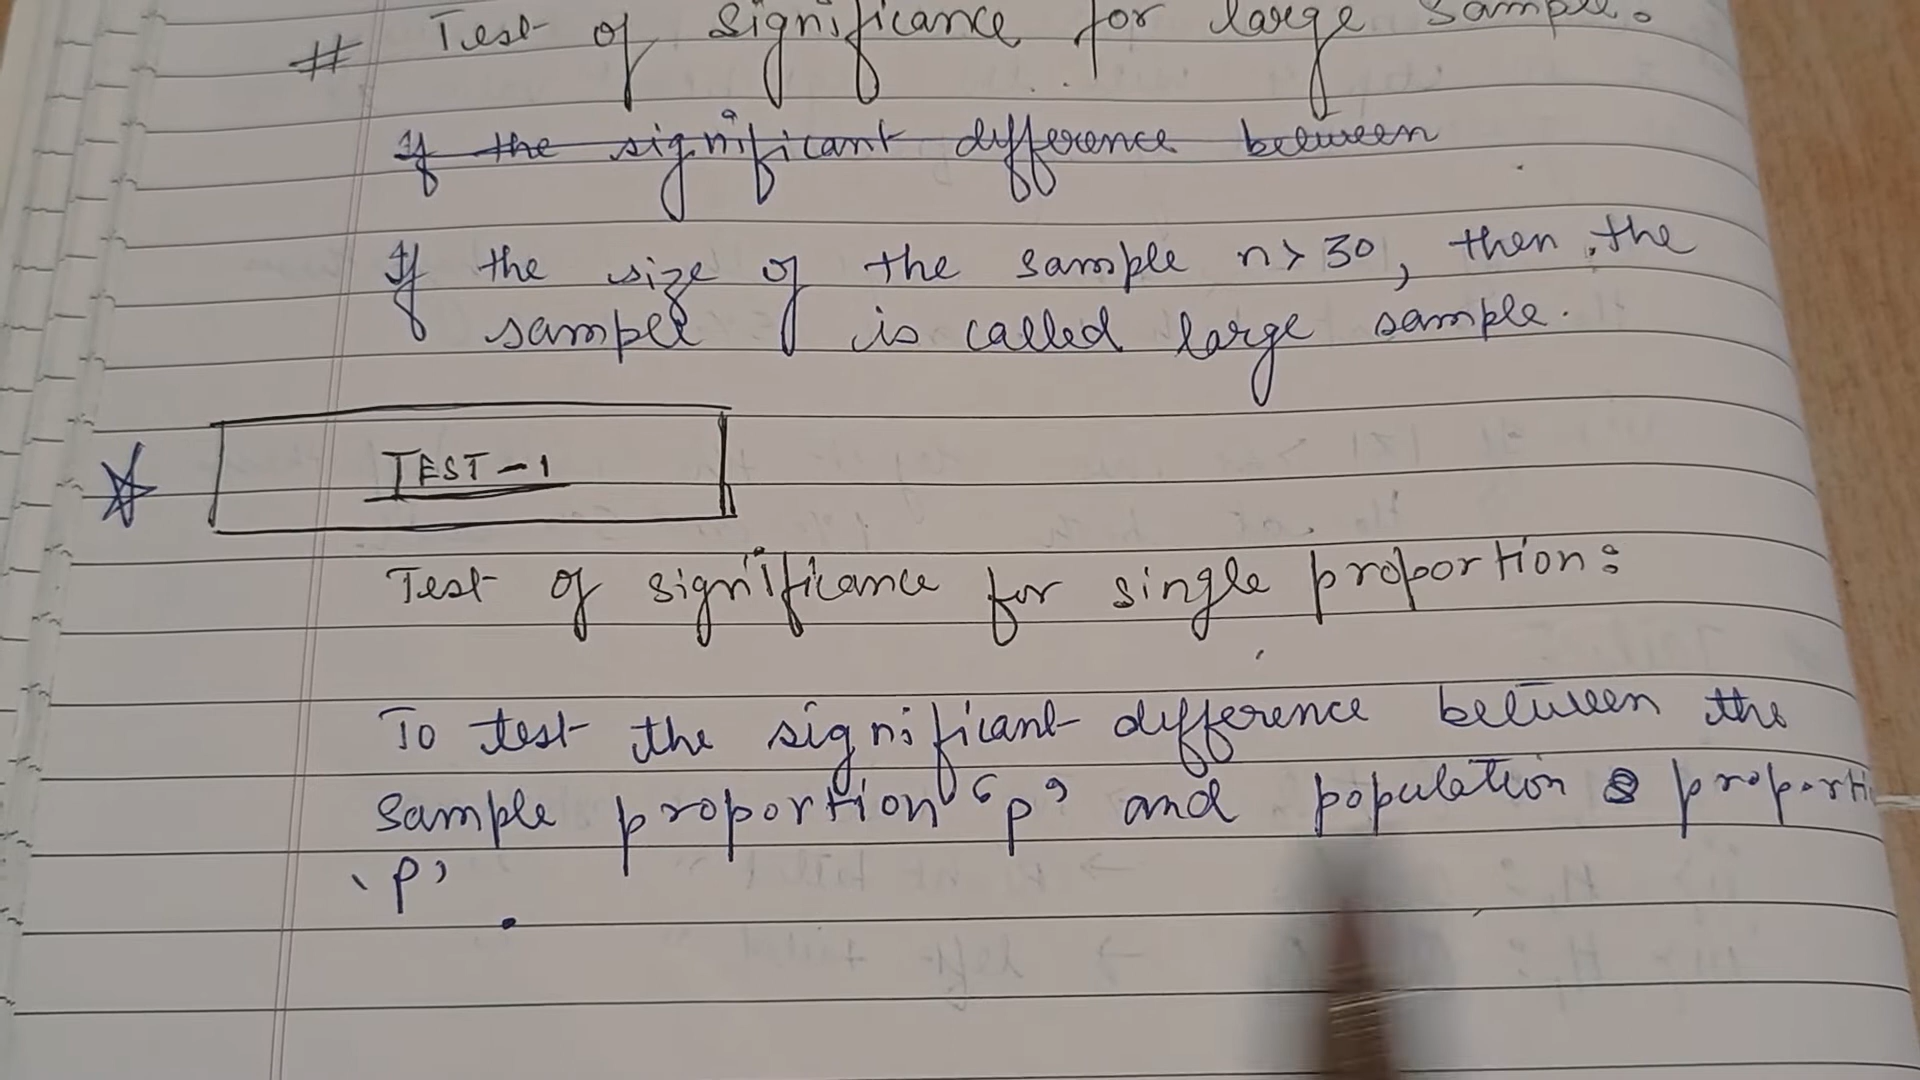 # Test of significance for large sample.
If the significant difference between
If the size of the sample n > 30, then the
sample is called large sample.
TEST-1
Test of significance for single proportion:
To test the significant difference between the
sample proportion 'p' and population proporti
'p'.